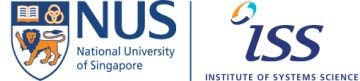 NUS
National University
of Singapore
iss
INSTITUTE OF SYSTEMS SCIENCE